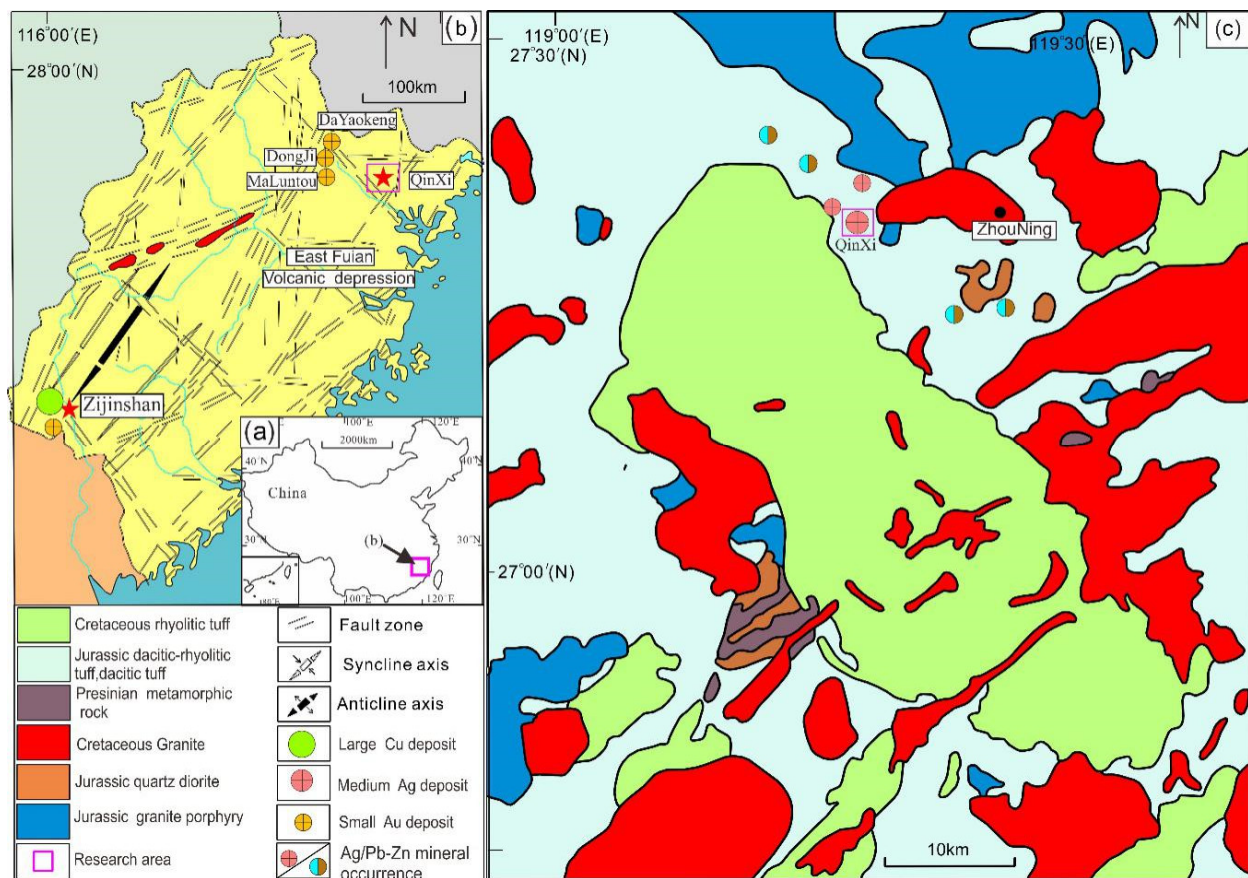 116°00′(E)
28°00′(N)
N
(b)
100km
DaYaokeng
DongJi
MaLuntou
QinXi
East Fuian
Volcanic depression
Zijinshan
(a)
100°E
120°E
2000km
40°N
40°N
China
30°N
30°N
(b)
100°E
120°E
Cretaceous rhyolitic tuff
Jurassic dacitic-rhyolitic
tuff,dacitic tuff
Presinian metamorphic
rock
Cretaceous Granite
Jurassic quartz diorite
Jurassic granite porphyry
Research area
Fault zone
Syncline axis
Anticline axis
Large Cu deposit
Medium Ag deposit
Small Au deposit
Ag/Pb-Zn mineral
occurrence
119°00′(E)
27°30′(N)
119°30′(E)
N
(c)
QinXi
ZhouNing
27°00′(N)
10km